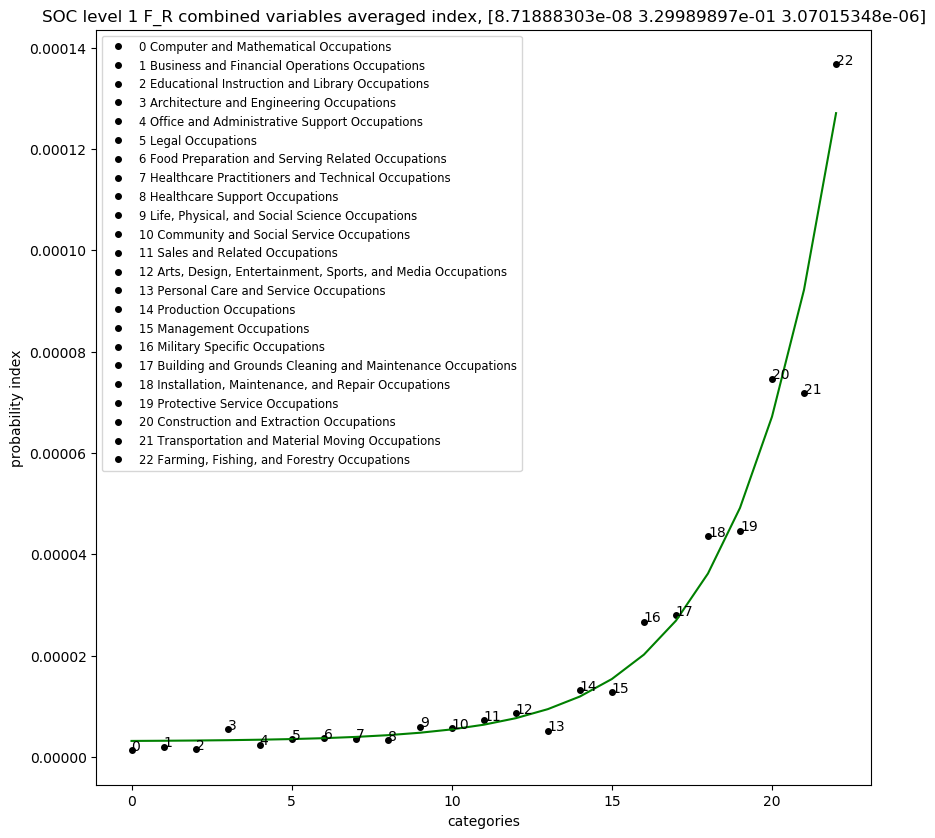 SOC level 1 F_R combined variables averaged index, [8.71888303e-08 3.29989897e-01 3.07015348e-06]
0.00014
0.00012
0.00010
0.00008
0.00006
0.00004
0.00002
0.00000
probability index
0 Computer and Mathematical Occupations
1 Business and Financial Operations Occupations
2 Educational Instruction and Library Occupations
3 Architecture and Engineering Occupations
4 Office and Administrative Support Occupations
5 Legal Occupations
6 Food Preparation and Serving Related Occupations
7 Healthcare Practitioners and Technical Occupations
8 Healthcare Support Occupations
9 Life, Physical, and Social Science Occupations
10 Community and Social Service Occupations
11 Sales and Related Occupations
12 Arts, Design, Entertainment, Sports, and Media Occupations
13 Personal Care and Service Occupations
14 Production Occupations
15 Management Occupations
16 Military Specific Occupations
17 Building and Grounds Cleaning and Maintenance Occupations
18 Installation, Maintenance, and Repair Occupations
19 Protective Service Occupations
20 Construction and Extraction Occupations
21 Transportation and Material Moving Occupations
22 Farming, Fishing, and Forestry Occupations
0
1
2
3
4
5
6
7
8
9
10
11
12
13
14
15
16
17
18
19
20
21
22
0
5
10
15
20
categories